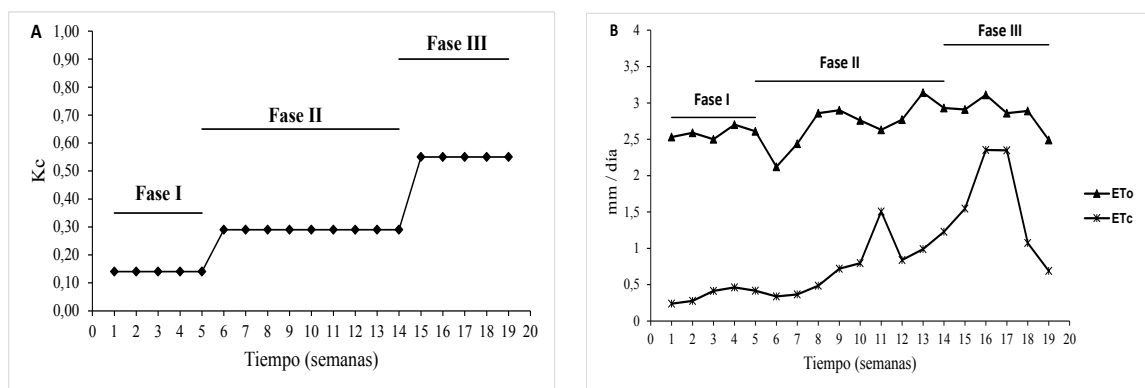 A
1,00
0,90
0,80
0,70
0,60
0,50
0,40
0,30
0,20
0,10
0,00
Kc
Fase I
Fase II
Fase III
0 1 2 3 4 5 6 7 8 9 10 11 12 13 14 15 16 17 18 19 20
Tiempo (semanas)
B
4
3,5
3
2,5
2
1,5
1
0,5
0
mm / día
Fase I
Fase II
Fase III
0 1 2 3 4 5 6 7 8 9 10 11 12 13 14 15 16 17 18 19 20
Tiempo (semanas)
ETo
ETc